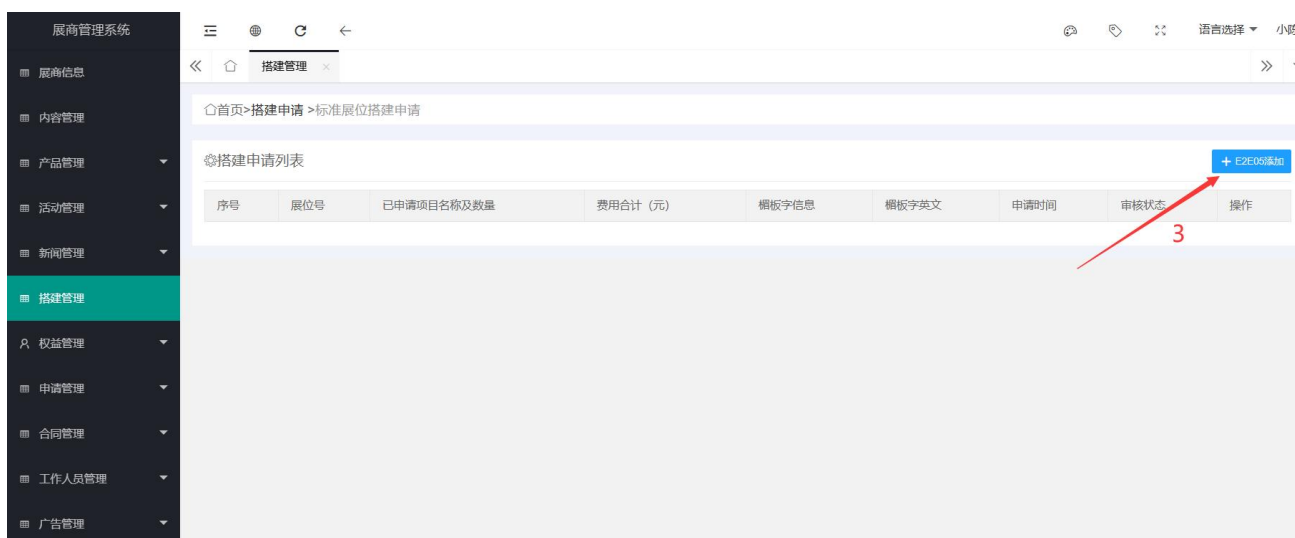 展商管理系统
语言选择
展商信息
搭建管理
首页>搭建申请 >标准展位搭建申请
内容管理
产品管理
搭建申请列表
E2E05添加
活动管理
序号 展位号 已申请项目名称及数量 费用合计（元） 楣板字信息 楣板字英文 申请时间 审核状态 操作
3
新闻管理
搭建管理
权益管理
申请管理
合同管理
工作人员管理
广告管理